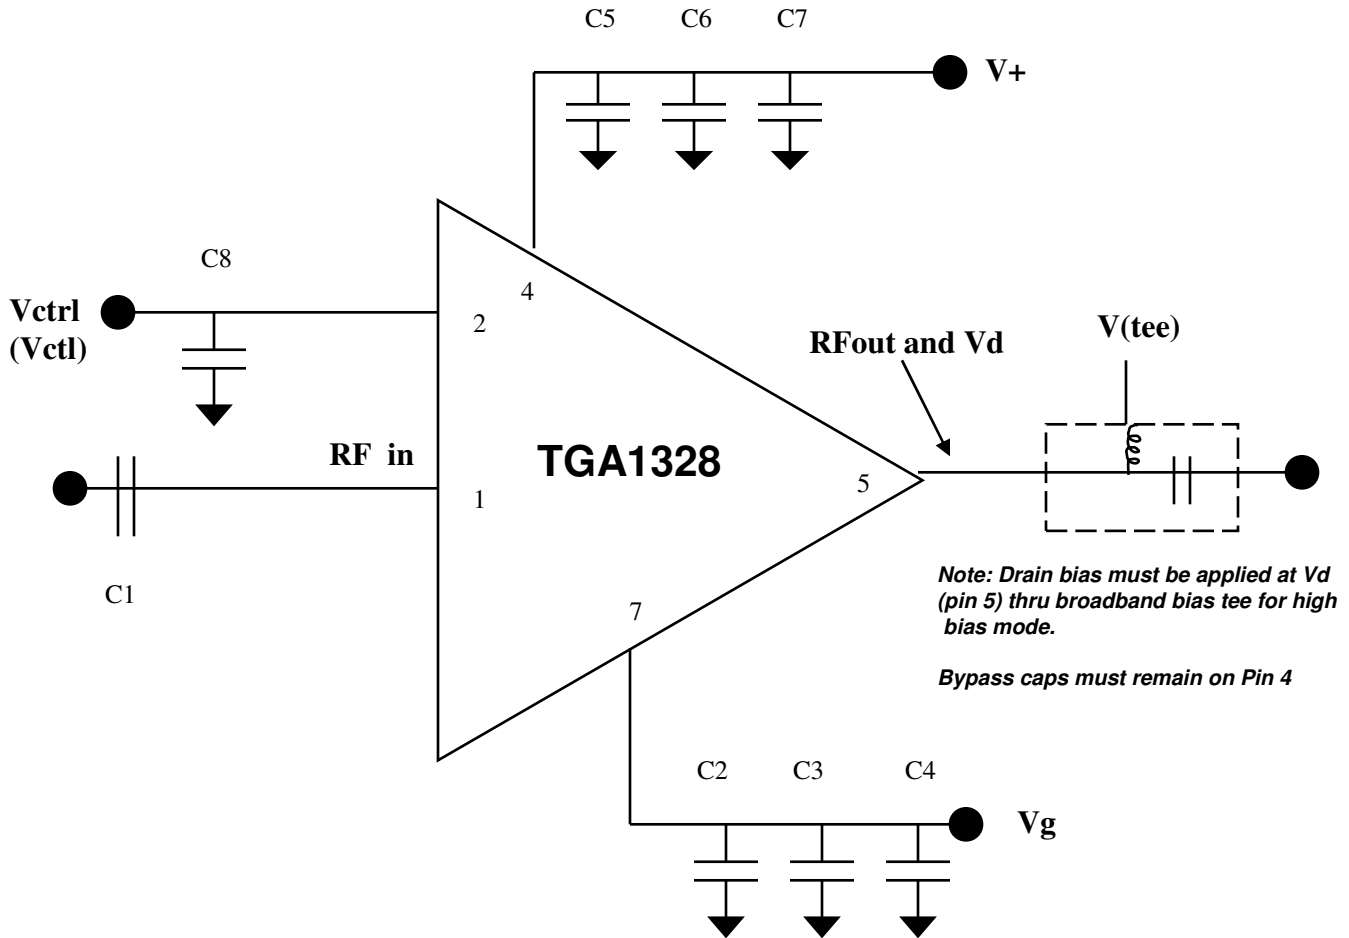 C5 C6 C7
V+
C8
4
Vctrl
(Vctl)
2
V(tee)
RFout and Vd
RF in
TGA1328
5
1
C1
7
Note: Drain bias must be applied at Vd
(pin 5) thru broadband bias tee for high
bias mode.
Bypass caps must remain on Pin 4
C2 C3 C4
Vg